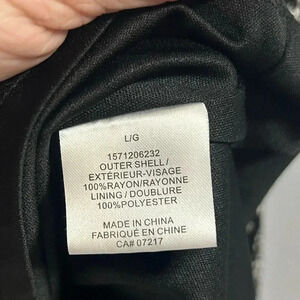 L/G
1571206232
OUTER SHELL/
EXTÉRIEUR-VISAGE
100%RAYON/RAYONNE
LINING / DOUBLURE
100%POLYESTER
MADE IN CHINA
FABRIQUÉ EN CHINE
CA# 07217